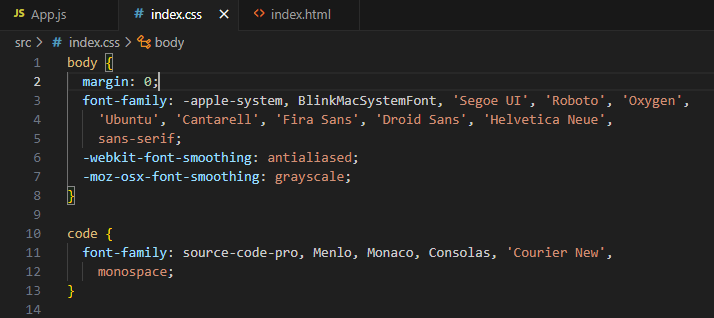 JS App.js # index.css × <> index.html
src > # index.css > body
1 body {
2   margin: 0;
3   font-family: -apple-system, BlinkMacSystemFont, 'Segoe UI', 'Roboto', 'Oxygen',
4     'Ubuntu', 'Cantarell', 'Fira Sans', 'Droid Sans', 'Helvetica Neue',
5     sans-serif;
6   -webkit-font-smoothing: antialiased;
7   -moz-osx-font-smoothing: grayscale;
8 }
9
10 code {
11   font-family: source-code-pro, Menlo, Monaco, Consolas, 'Courier New',
12     monospace;
13 }
14